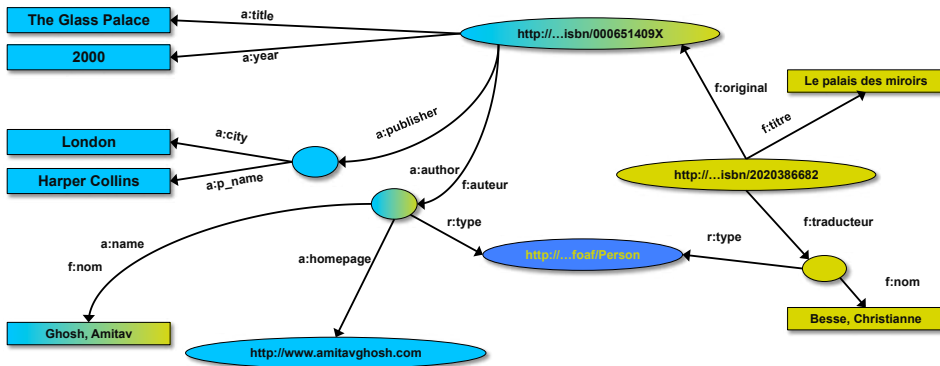 The Glass Palace
a:title
http://…isbn/000651409X
2000
a:year
Le palais des miroirs
f:original
f:titre
a:publisher
London
a:city
a:author
Harper Collins
a:p_name
f:auteur
http://…isbn/2020386682
r:type
f:traducteur
a:name
r:type
f:nom
a:homepage
http://…foaf/Person
f:nom
Ghosh, Amitav
Besse, Christianne
http://www.amitavghosh.com